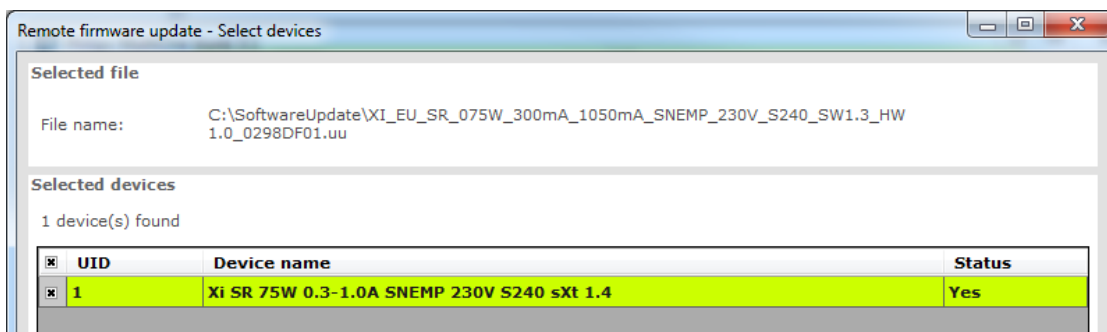 Remote firmware update - Select devices
Selected file
File name:
C:\SoftwareUpdate\XI_EU_SR_075W_300mA_1050mA_SNEMP_230V_S240_SW1.3_HW
1.0_0298DF01.uu
Selected devices
1 device(s) found
UID Device name Status
1 Xi SR 75W 0.3-1.0A SNEMP 230V S240 sXt 1.4 Yes